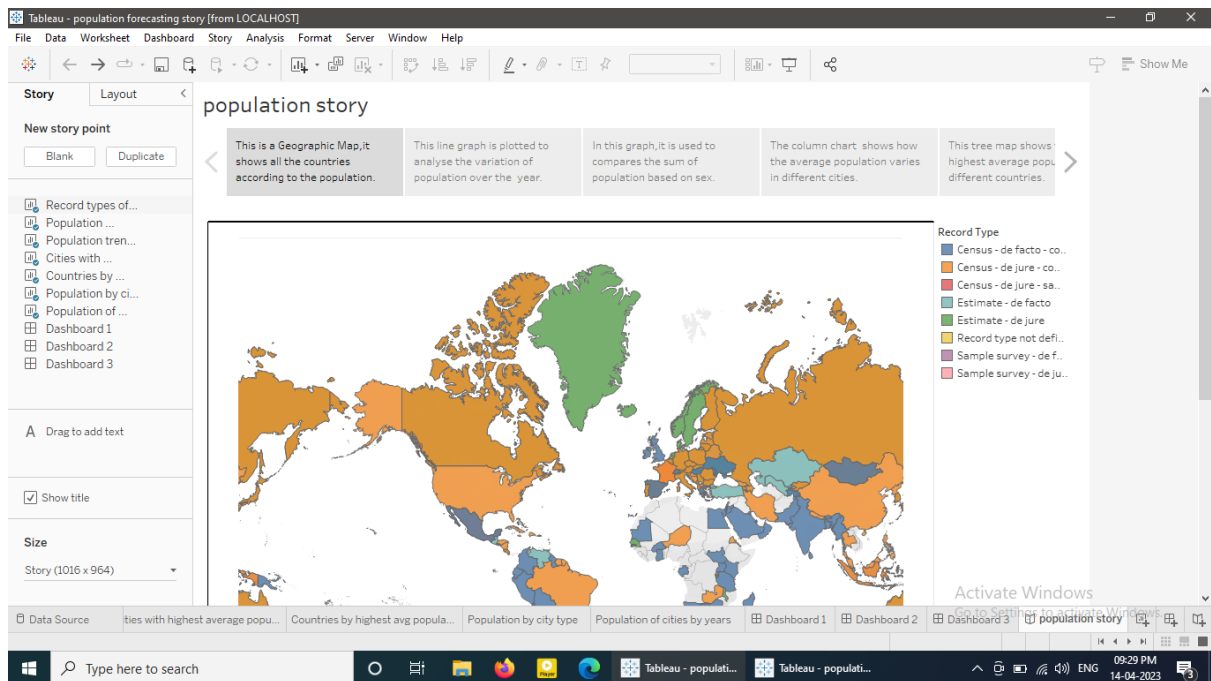 Tableau - population forecasting story [from LOCALHOST]
File Data Worksheet Dashboard Story Analysis Format Server Window Help
Show Me
Story Layout
New story point
Blank Duplicate
Record types of...
Population ...
Population tren...
Cities with ...
Countries by ...
Population by ci...
Population of ...
Dashboard 1
Dashboard 2
Dashboard 3
A Drag to add text
Show title
Size
Story (1016 x 964)
population story
This is a Geographic Map,it
shows all the countries
according to the population.
This line graph is plotted to
analyse the variation of
population over the year.
In this graph,it is used to
compares the sum of
population based on sex.
The column chart shows how
the average population varies
in different cities.
This tree map shows
highest average popu
different countries.
Record Type
Census - de facto - co..
Census - de jure - co..
Census - de jure - sa..
Estimate - de facto
Estimate - de jure
Record type not defi..
Sample survey - de f..
Sample survey - de ju..
Activate Windows
Go to Settings to activate Windows.
Data Source ties with highest average popu... Countries by highest avg popula... Population by city type Population of cities by years Dashboard 1 Dashboard 2 Dashboard 3 population story
Type here to search
Player
Tableau - populati... Tableau - populati...
ENG
09:29 PM
14-04-2023
3